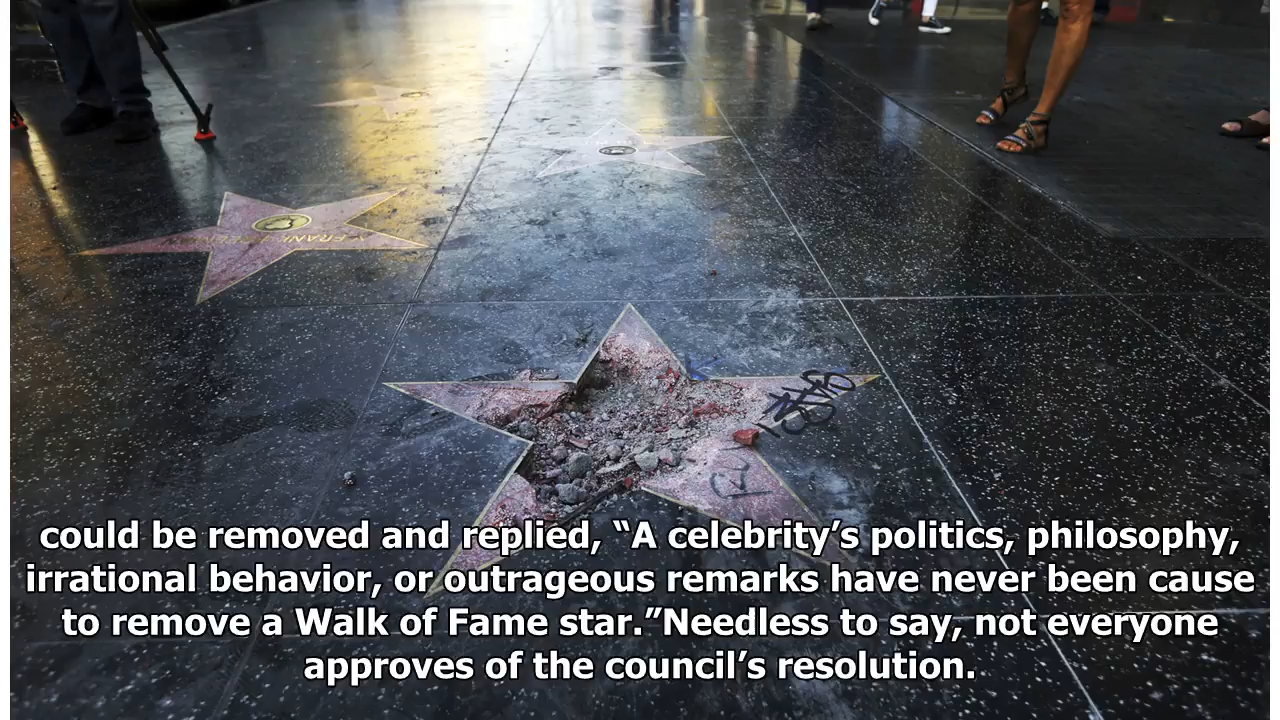 FRANK
could be removed and replied, “A celebrity’s politics, philosophy,
irrational behavior, or outrageous remarks have never been cause
to remove a Walk of Fame star.”Needless to say, not everyone
approves of the council’s resolution.